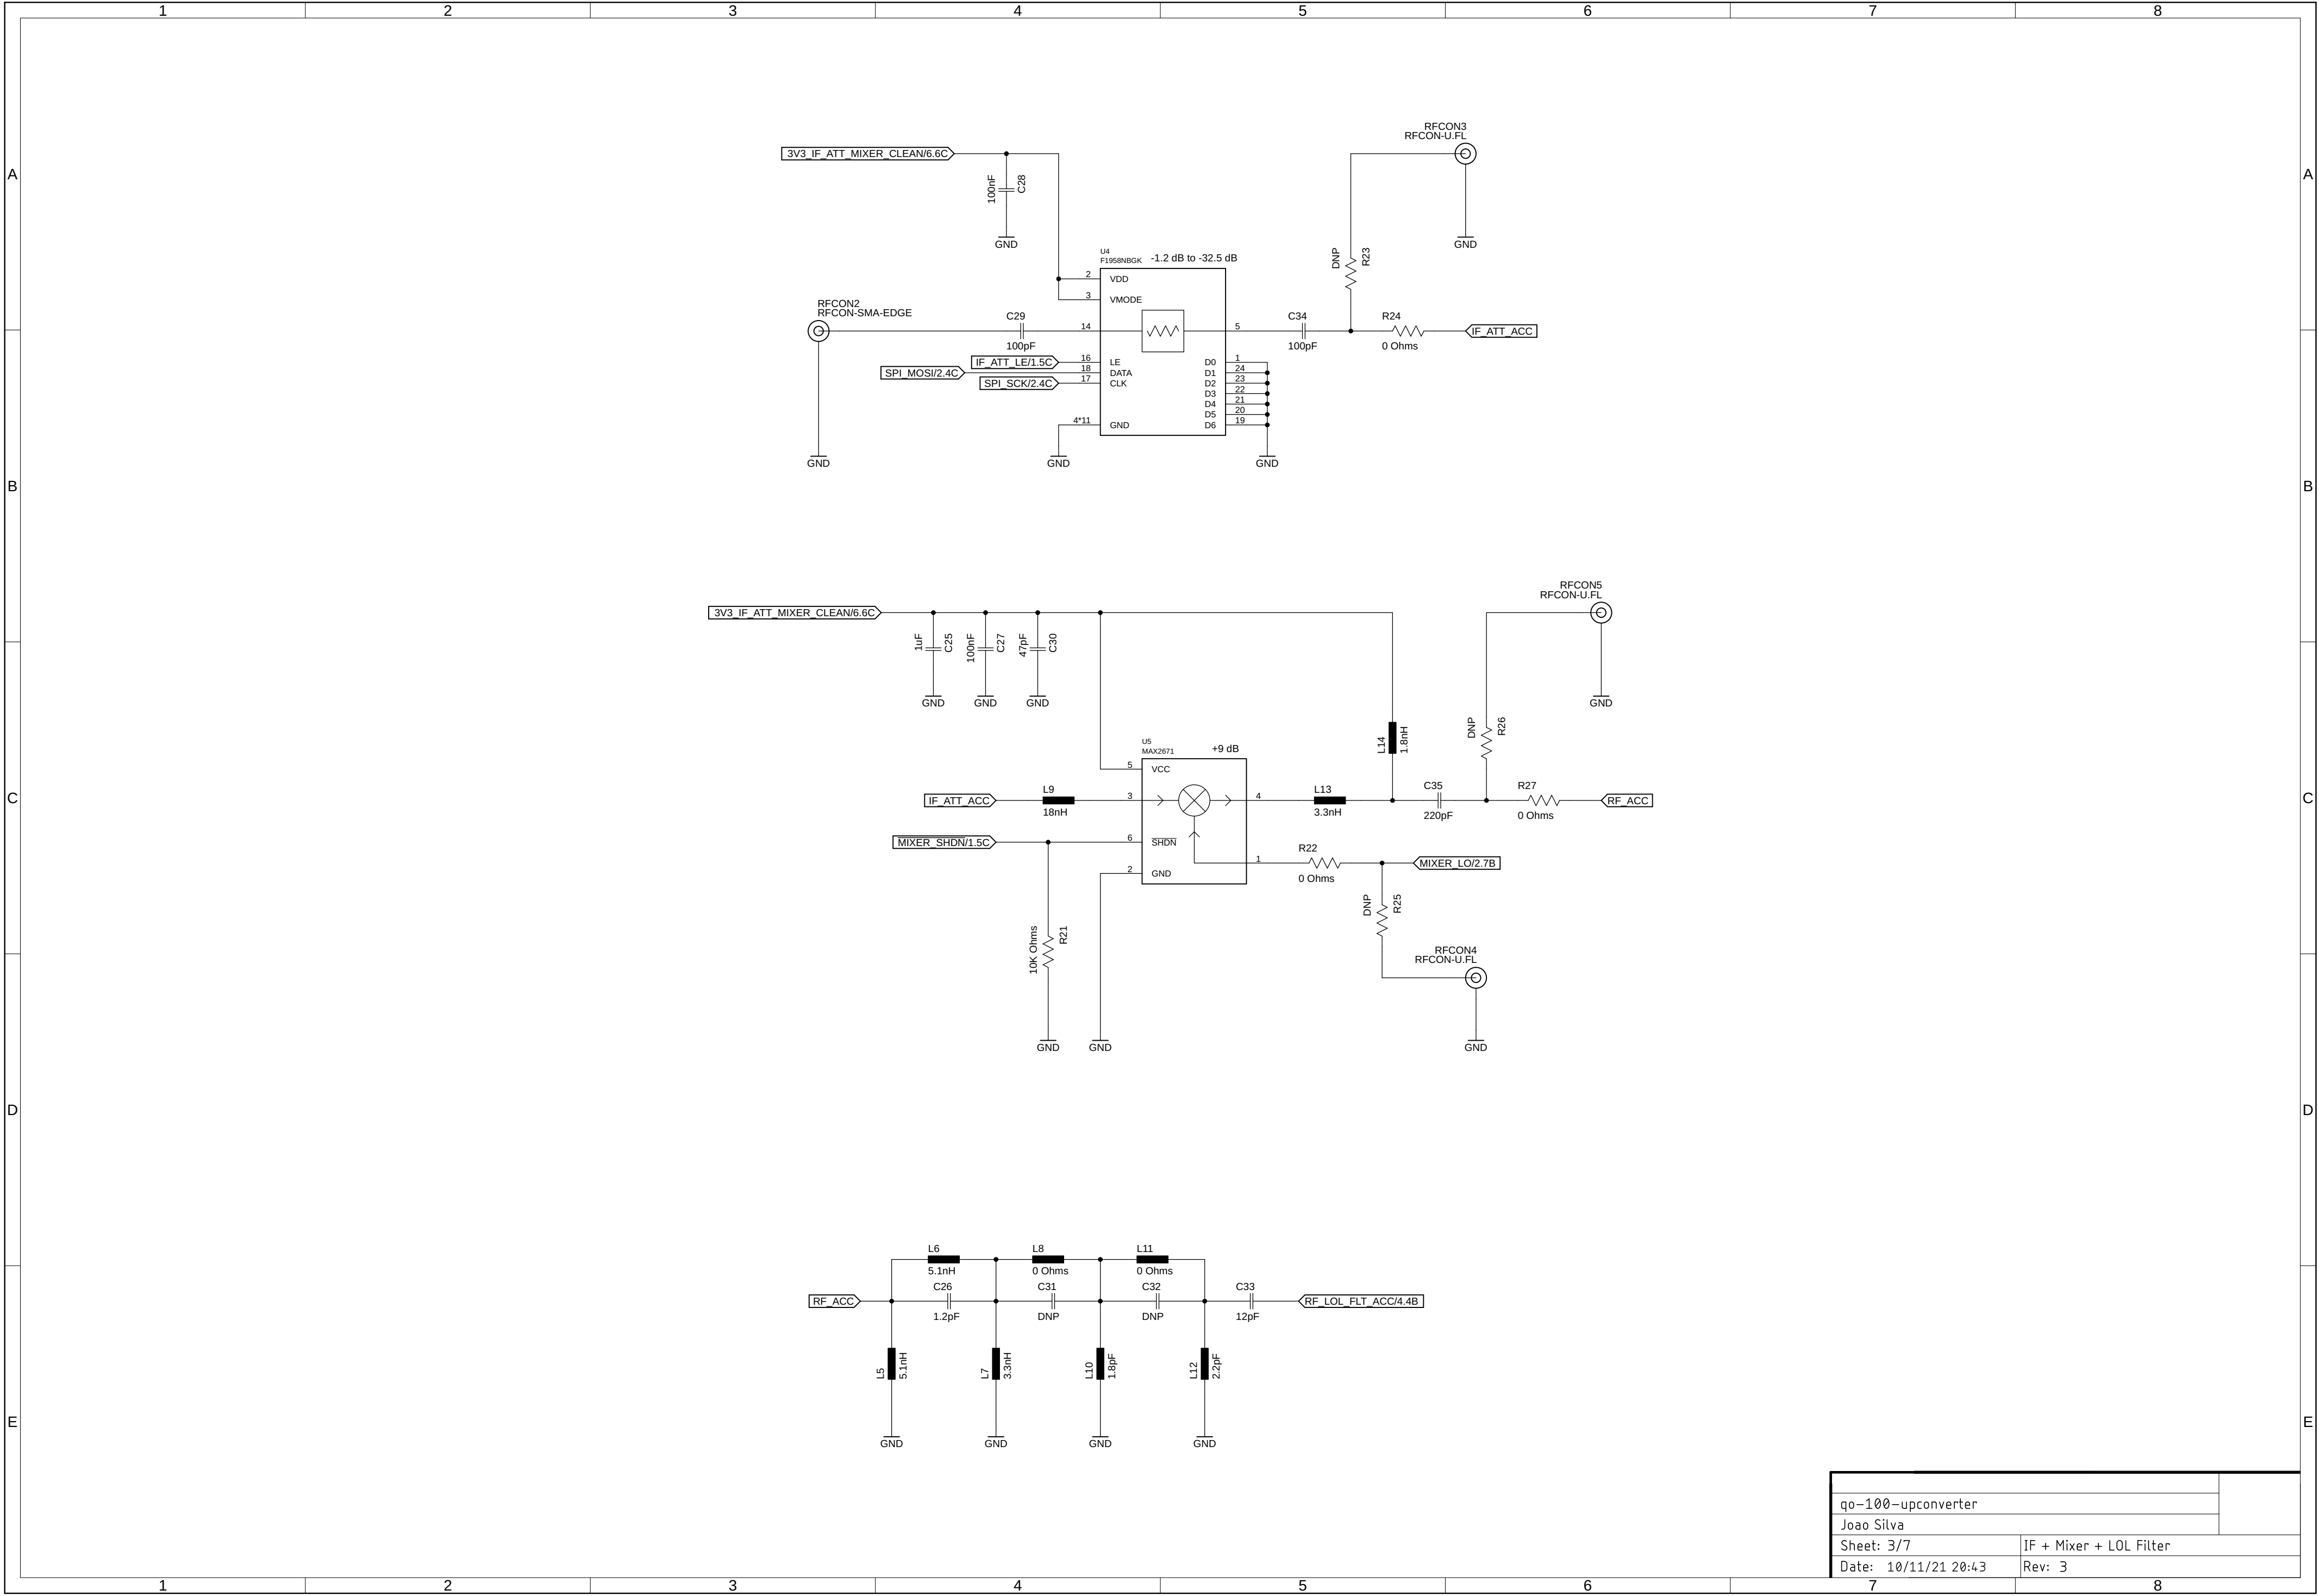 1 2 3 4 5 6 7 8
A A
RFCON3
RFCON-U.FL
3V3_IF_ATT_MIXER_CLEAN/6.6C
100nF C28
GND
GND
DNP R23
U4
F1958NBGK -1.2 dB to -32.5 dB
2 VDD
3 VMODE
RFCON2
RFCON-SMA-EDGE
C29 14 5 C34 R24
IF_ATT_ACC
100pF 100pF 0 Ohms
IF_ATT_LE/1.5C 16 LE D0 1
SPI_MOSI/2.4C 18 DATA D1 24
SPI_SCK/2.4C 17 CLK D2 23
D3 22
D4 21
D5 20
4*11 GND D6 19
GND GND GND
B B
RFCON5
RFCON-U.FL
3V3_IF_ATT_MIXER_CLEAN/6.6C
1uF C25 100nF C27 47pF C30
GND GND GND GND
L14 1.8nH DNP R26
U5
MAX2671 +9 dB
5 VCC
L9 L13 C35 R27
C C
IF_ATT_ACC 3 4 RF_ACC
18nH 3.3nH 220pF 0 Ohms
MIXER_SHDN/1.5C 6 SHDN
R22
1 MIXER_LO/2.7B
2 GND
0 Ohms
DNP R25
10K Ohms R21
RFCON4
RFCON-U.FL
GND GND GND
D D
L6 L8 L11
5.1nH 0 Ohms 0 Ohms
C26 C31 C32 C33
RF_ACC RF_LOL_FLT_ACC/4.4B
1.2pF DNP DNP 12pF
L5 5.1nH L7 3.3nH L10 1.8pF L12 2.2pF
E E
GND GND GND GND
qo-100-upconverter
Joao Silva
Sheet: 3/7 IF + Mixer + LOL Filter
Date: 10/11/21 20:43 Rev: 3
1 2 3 4 5 6 7 8